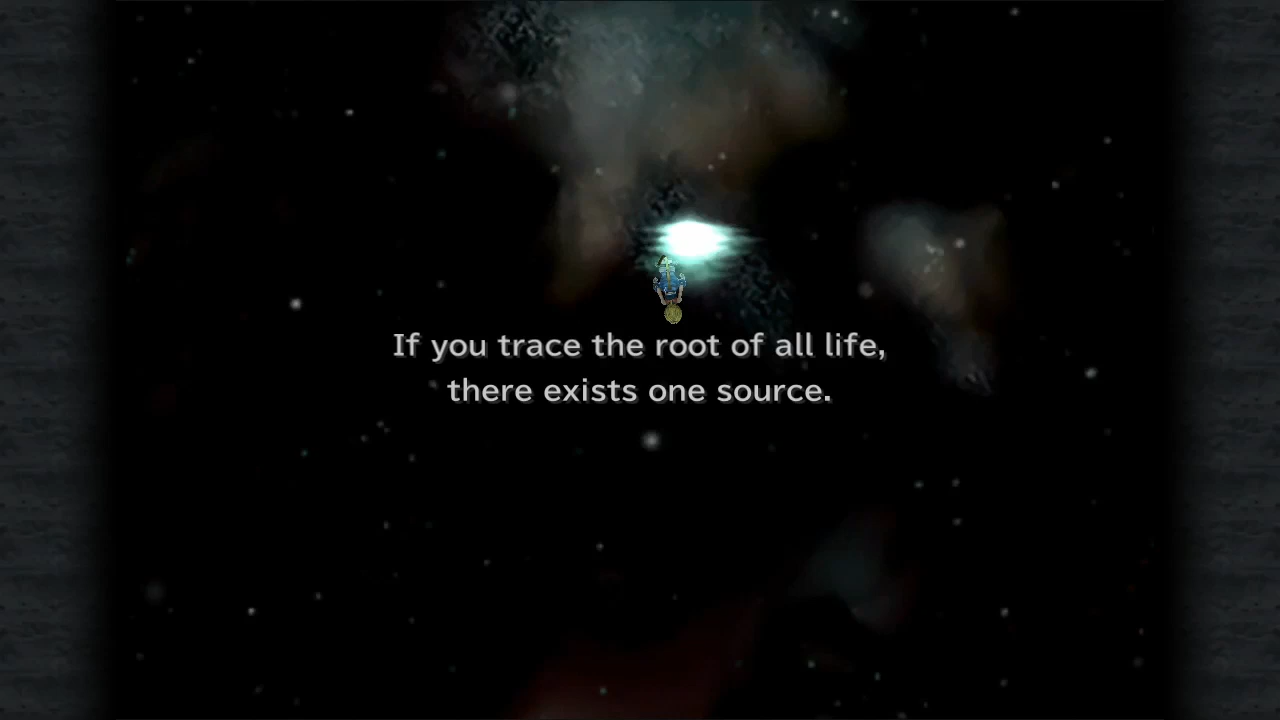 If you trace the root of all life,
there exists one source.